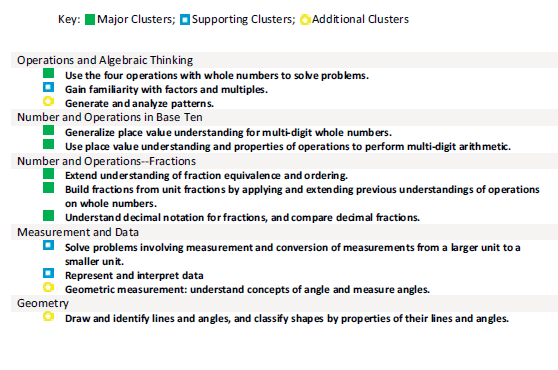 Key: Major Clusters; Supporting Clusters; Additional Clusters
Operations and Algebraic Thinking
Use the four operations with whole numbers to solve problems.
Gain familiarity with factors and multiples.
Generate and analyze patterns.
Number and Operations in Base Ten
Generalize place value understanding for multi-digit whole numbers.
Use place value understanding and properties of operations to perform multi-digit arithmetic.
Number and Operations--Fractions
Extend understanding of fraction equivalence and ordering.
Build fractions from unit fractions by applying and extending previous understandings of operations
on whole numbers.
Understand decimal notation for fractions, and compare decimal fractions.
Measurement and Data
Solve problems involving measurement and conversion of measurements from a larger unit to a
smaller unit.
Represent and interpret data
Geometric measurement: understand concepts of angle and measure angles.
Geometry
Draw and identify lines and angles, and classify shapes by properties of their lines and angles.